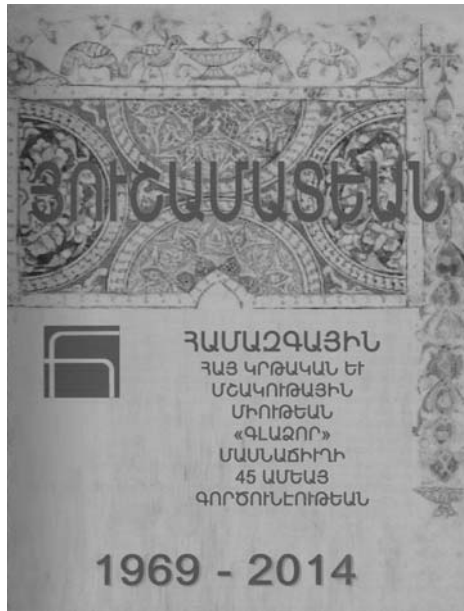 ՅՈՒՇԱՄԱՏԵԱՆ
ՀԱՄԱԶԳԱՅԻՆ
ՀԱՅ ԿՐԹԱԿԱՆ ԵՒ
ՄՇԱԿՈՒԹԱՅԻՆ
ՄԻՈՒԹԵԱՆ
«ԳԼԱՁՈՐ»
ՄԱՍՆԱՃԻՒՂԻ
45 ԱՄԵԱՅ
ԳՈՐԾՈՒՆԷՈՒԹԵԱՆ
1969 - 2014